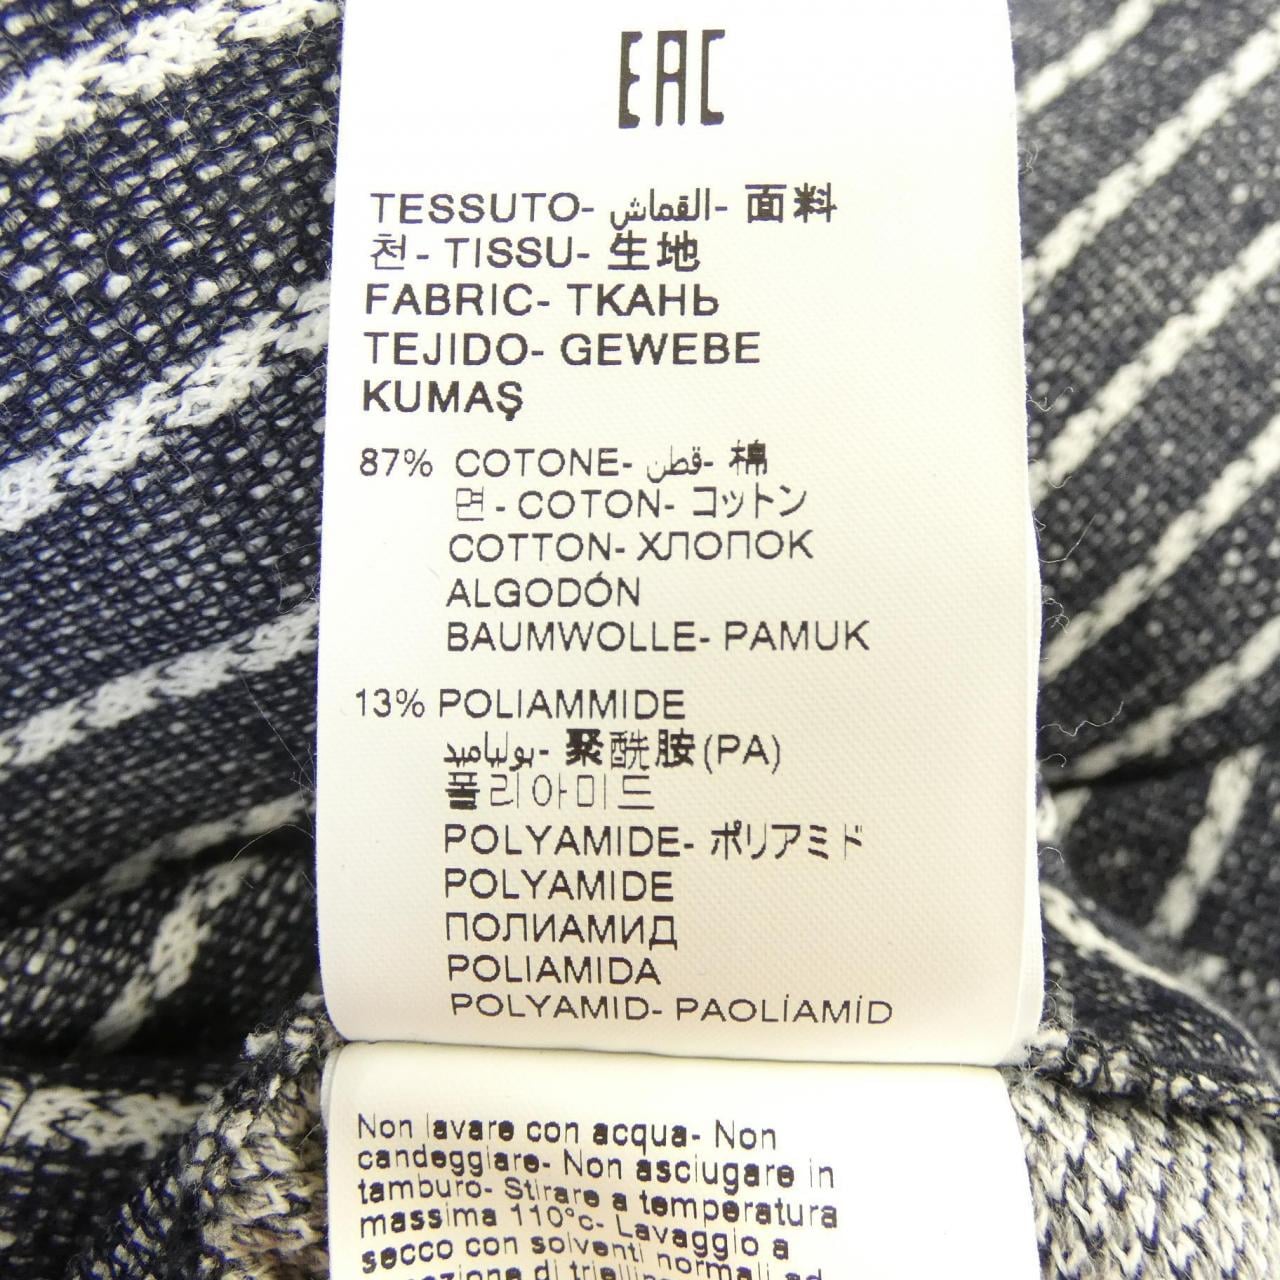 EAC
TESSUTO- القماش- 面料
천- TISSU- 生地
FABRIC- ТКАНЬ
TEJIDO- GEWEBE
KUMAŞ
87% COTONE- قطن- 棉
면- COTON- コットン
COTTON- ХЛОПОК
ALGODÓN
BAUMWOLLE- PAMUK
13% POLIAMMIDE
بولياميد- 聚酰胺(PA)
폴리아미드
POLYAMIDE- ポリアミド
POLYAMIDE
ПОЛИАМИД
POLIAMIDA
POLYAMID- PAOLİAMİD
Non lavare con acqua- Non
candeggiare- Non asciugare in
tamburo- Stirare a temperatura
massima 110°c- Lavaggio a
secco con solventi normali ad
di